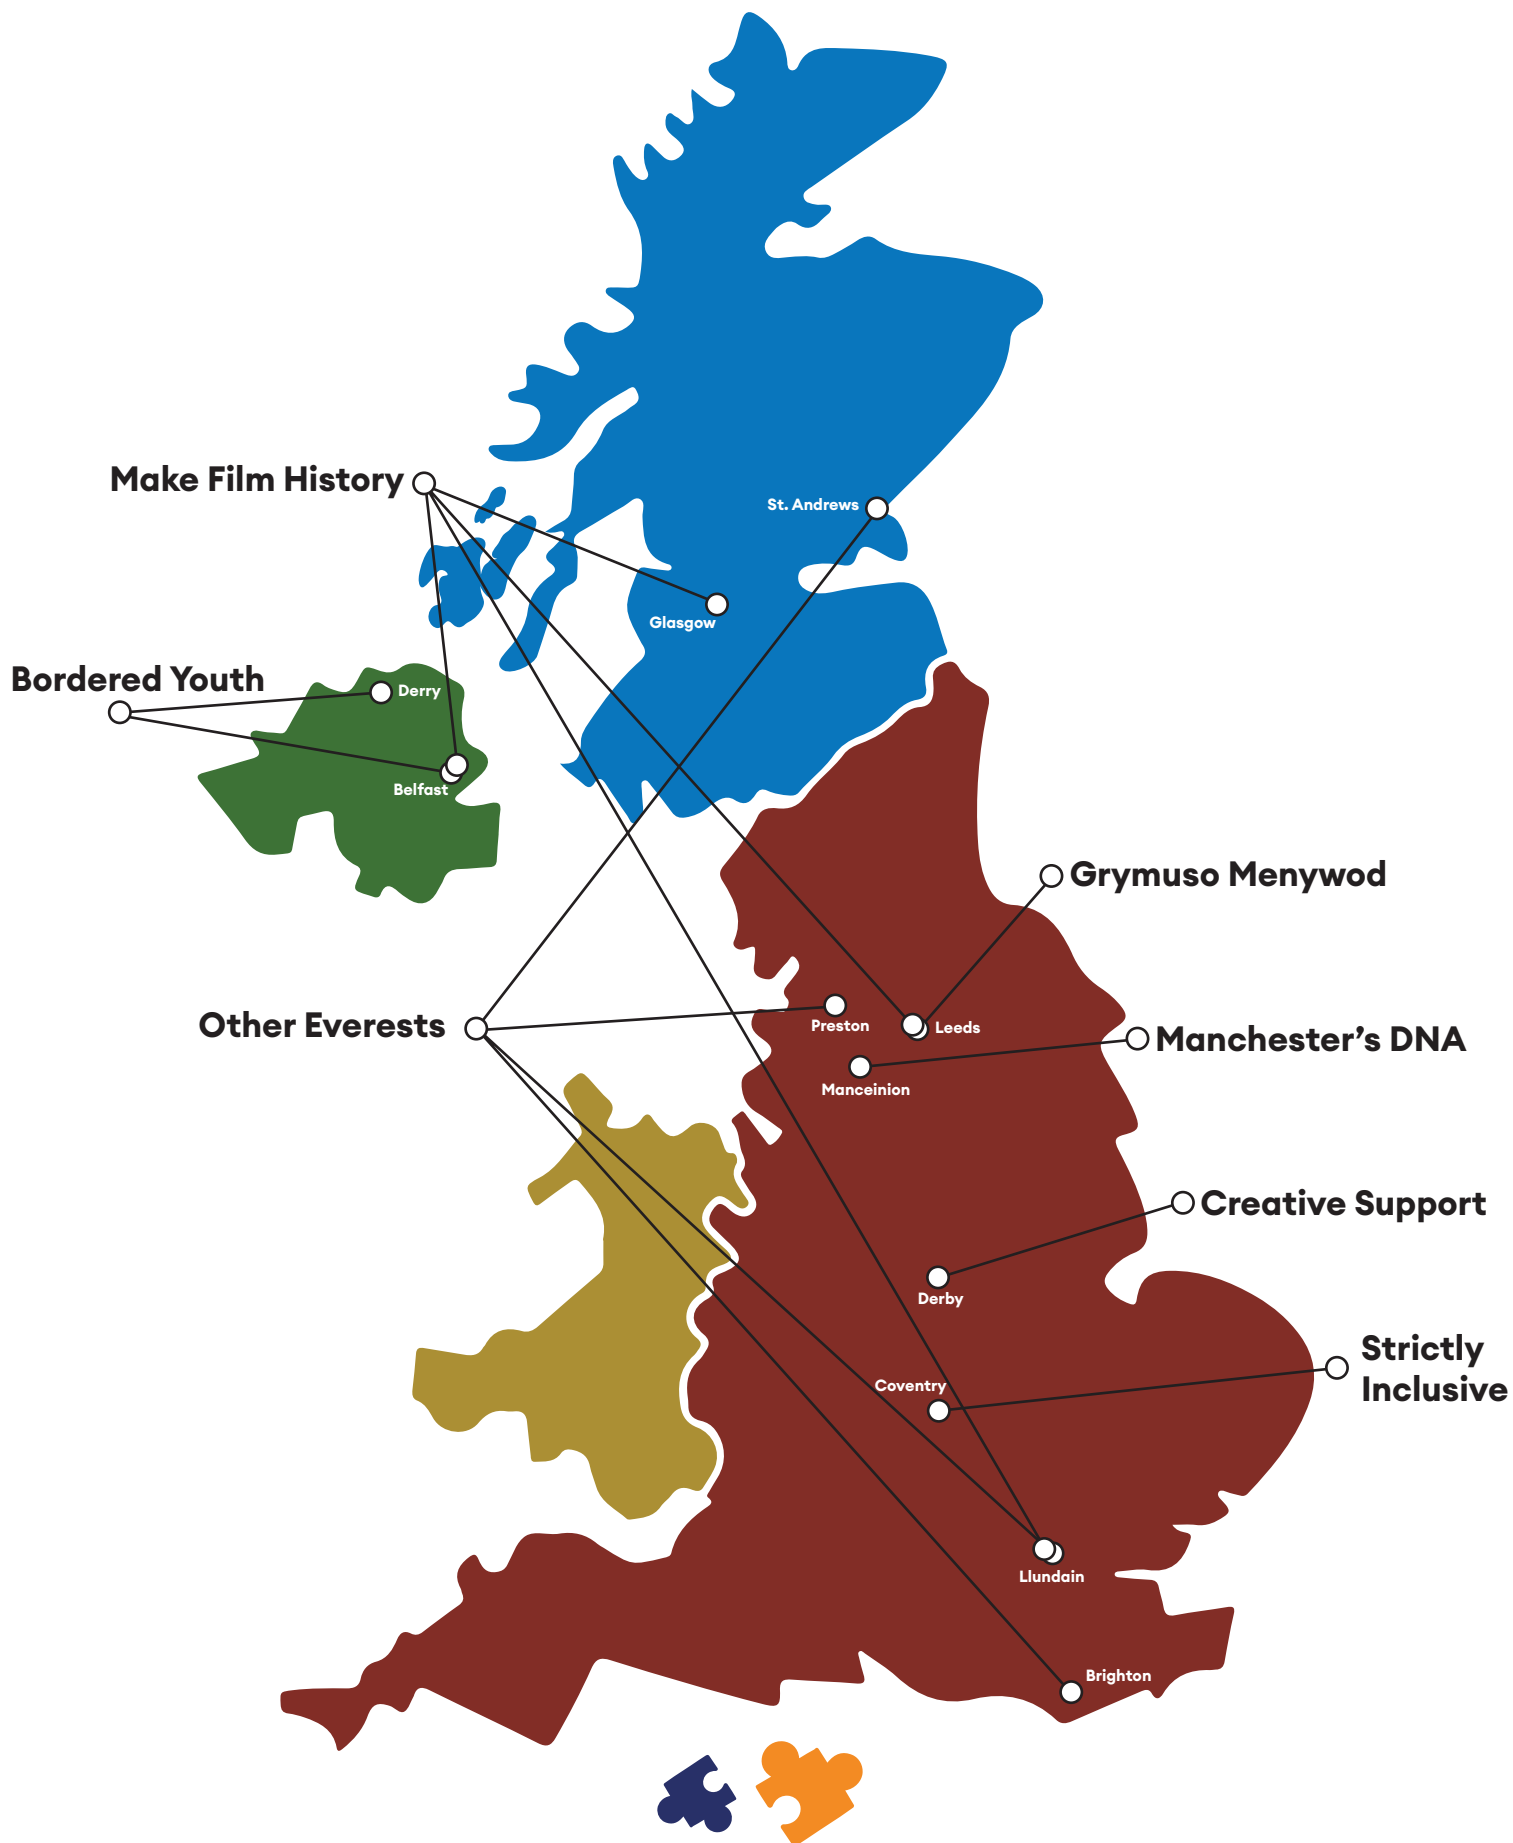 Make Film History
St. Andrews
Glasgow
Bordered Youth
Derry
Belfast
Grymuso Menywod
Other Everests
Preston
Leeds
Manchester’s DNA
Manceinion
Creative Support
Derby
Strictly
Inclusive
Coventry
Llundain
Brighton